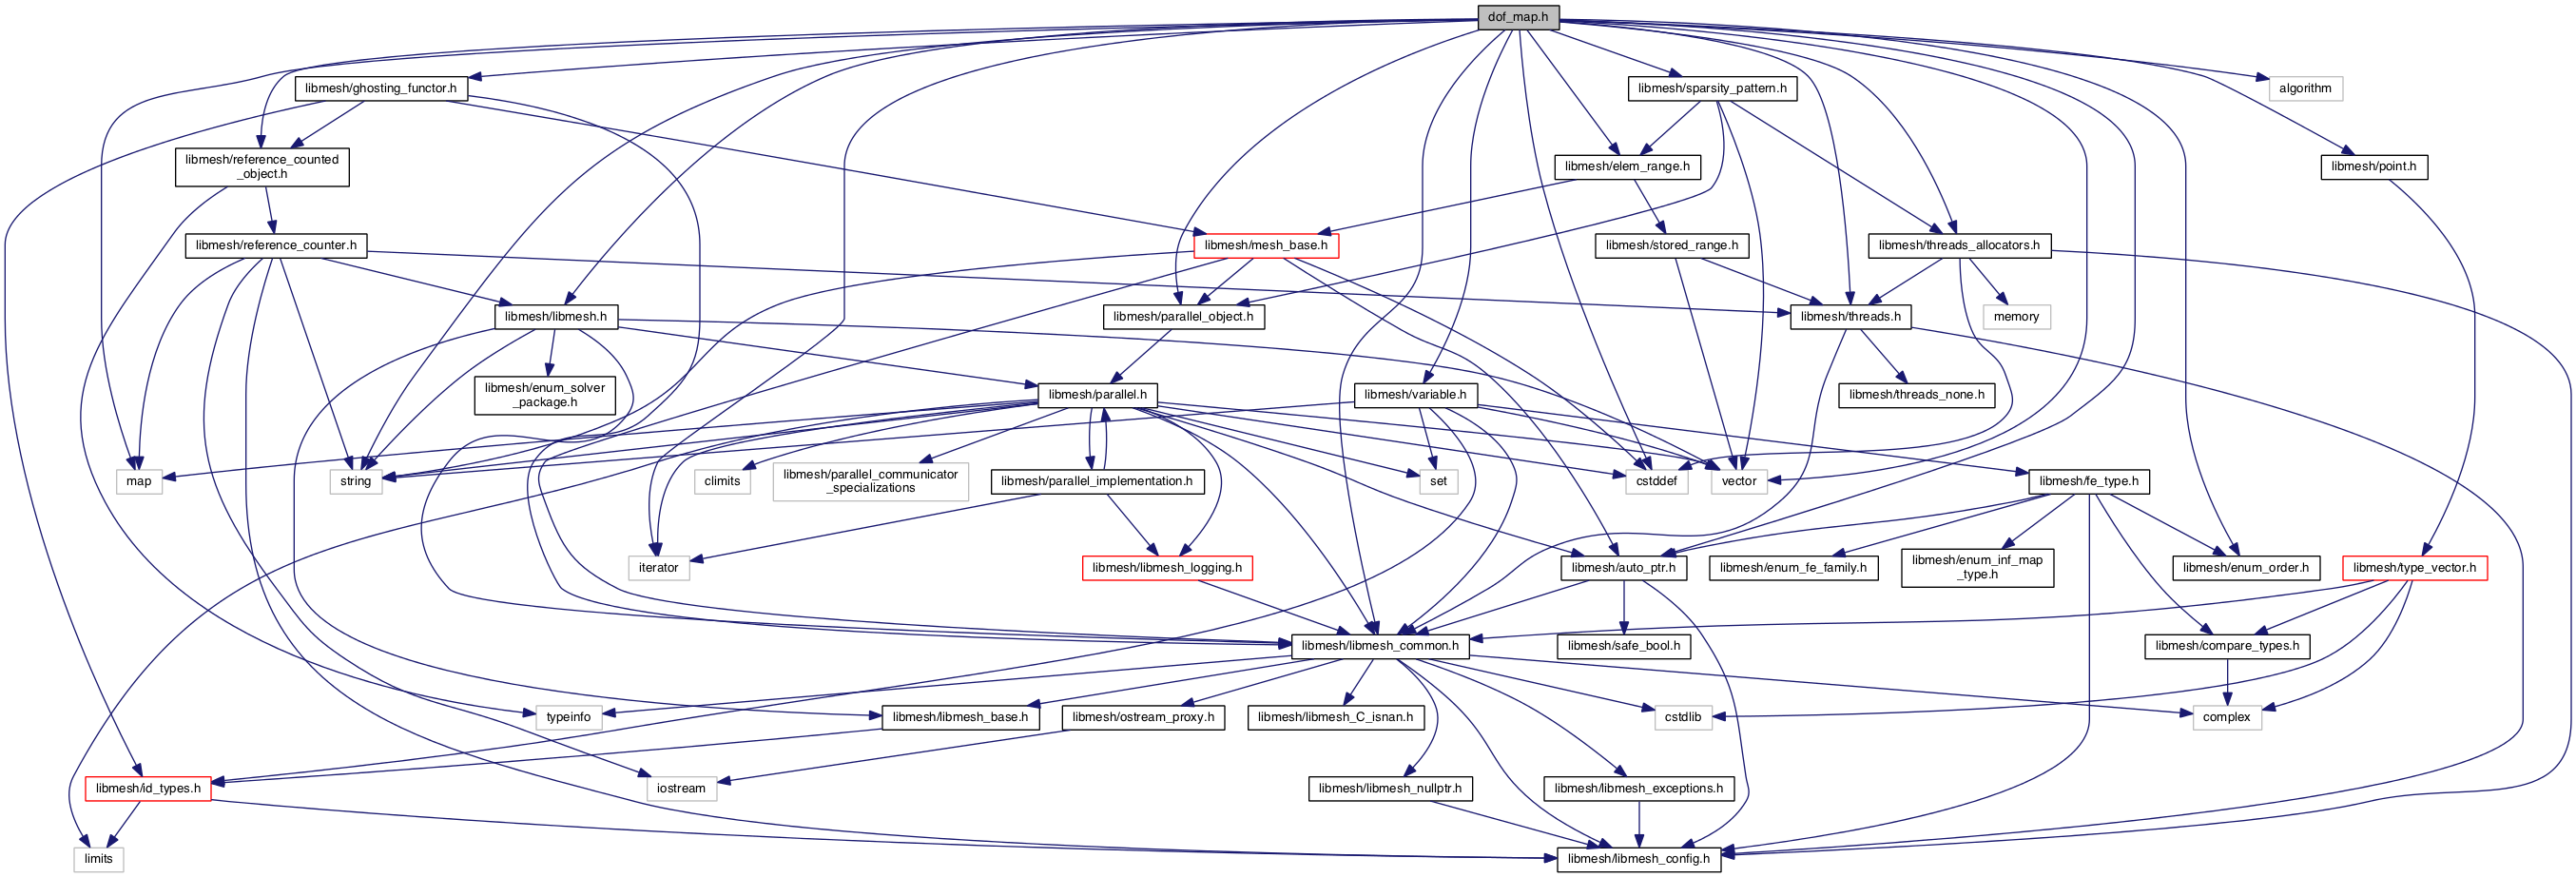 dof_map.h
libmesh/ghosting_functor.h
libmesh/sparsity_pattern.h
algorithm
libmesh/reference_counted
_object.h
libmesh/elem_range.h
libmesh/point.h
libmesh/reference_counter.h
libmesh/mesh_base.h
libmesh/stored_range.h
libmesh/threads_allocators.h
libmesh/libmesh.h
libmesh/parallel_object.h
libmesh/threads.h
memory
libmesh/enum_solver
_package.h
libmesh/parallel.h
libmesh/variable.h
libmesh/threads_none.h
map
string
climits
libmesh/parallel_communicator
_specializations
libmesh/parallel_implementation.h
set
cstddef
vector
libmesh/fe_type.h
iterator
libmesh/libmesh_logging.h
libmesh/auto_ptr.h
libmesh/enum_fe_family.h
libmesh/enum_inf_map
_type.h
libmesh/enum_order.h
libmesh/type_vector.h
libmesh/libmesh_common.h
libmesh/safe_bool.h
libmesh/compare_types.h
typeinfo
libmesh/libmesh_base.h
libmesh/ostream_proxy.h
libmesh/libmesh_C_isnan.h
cstdlib
complex
libmesh/id_types.h
iostream
libmesh/libmesh_nullptr.h
libmesh/libmesh_exceptions.h
limits
libmesh/libmesh_config.h